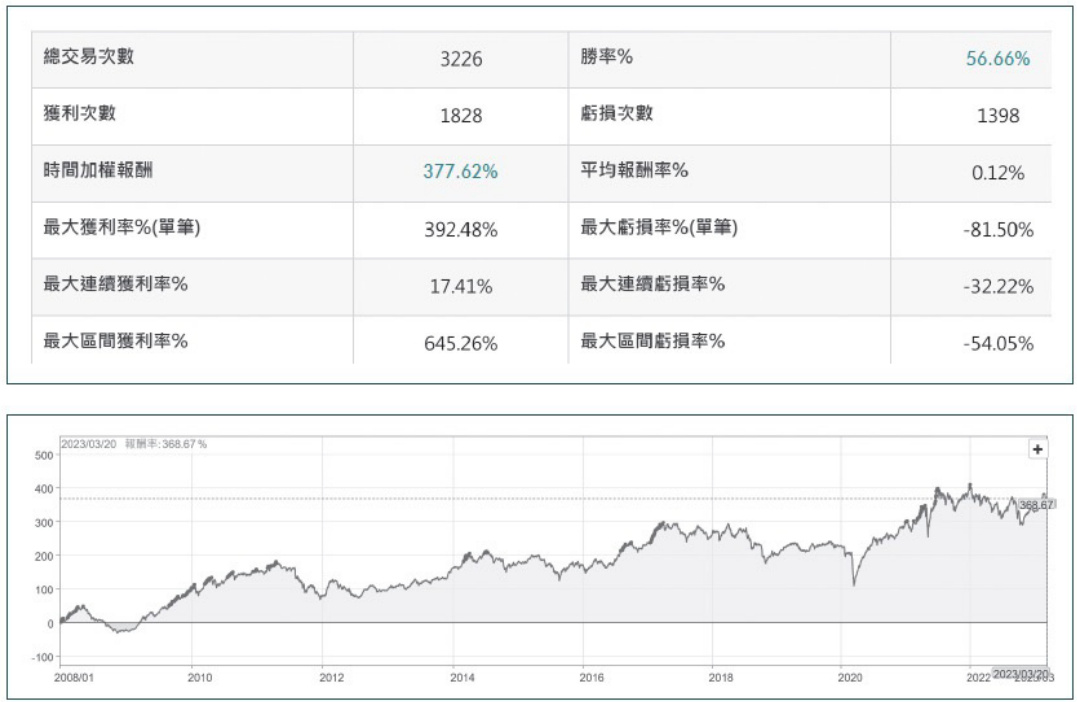 總交易次數 3226 勝率% 56.66%
獲利次數 1828 虧損次數 1398
時間加權報酬 377.62% 平均報酬率% 0.12%
最大獲利率%(單筆) 392.48% 最大虧損率%(單筆) -81.50%
最大連續獲利率% 17.41% 最大連續虧損率% -32.22%
最大區間獲利率% 645.26% 最大區間虧損率% -54.05%
2023/03/20 報酬率:368.67%
+
500
400
368.67
300
200
100
0
-100
2008/01 2010 2012 2014 2016 2018 2020 2022 2023/03/20